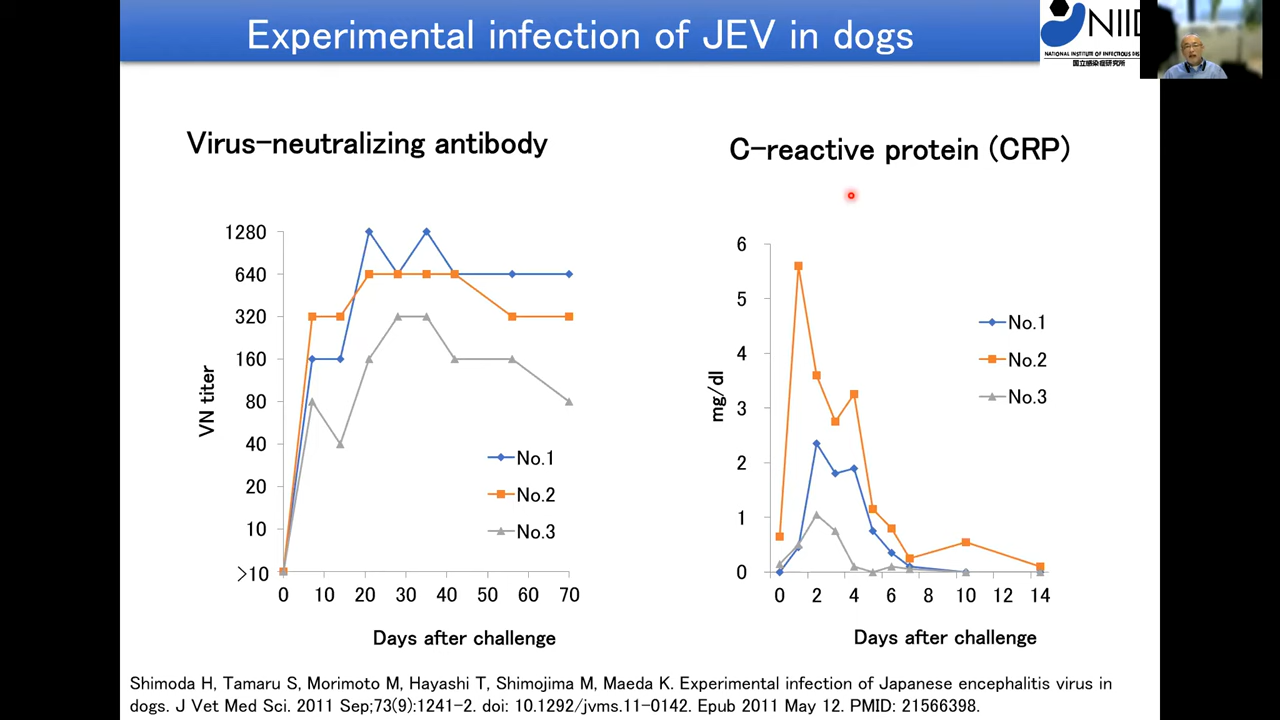 Experimental infection of JEV in dogs
NIID
NATIONAL INSTITUTE OF INFECTIOUS DIS
国立感染症研究所
Virus-neutralizing antibody
C-reactive protein (CRP)
VN titer
1280
640
320
160
80
40
20
10
>10
0 10 20 30 40 50 60 70
Days after challenge
No.1
No.2
No.3
mg/dl
6
5
4
3
2
1
0
0 2 4 6 8 10 12 14
Days after challenge
No.1
No.2
No.3
Shimoda H, Tamaru S, Morimoto M, Hayashi T, Shimojima M, Maeda K. Experimental infection of Japanese encephalitis virus in
dogs. J Vet Med Sci. 2011 Sep;73(9):1241-2. doi: 10.1292/jvms.11-0142. Epub 2011 May 12. PMID: 21566398.